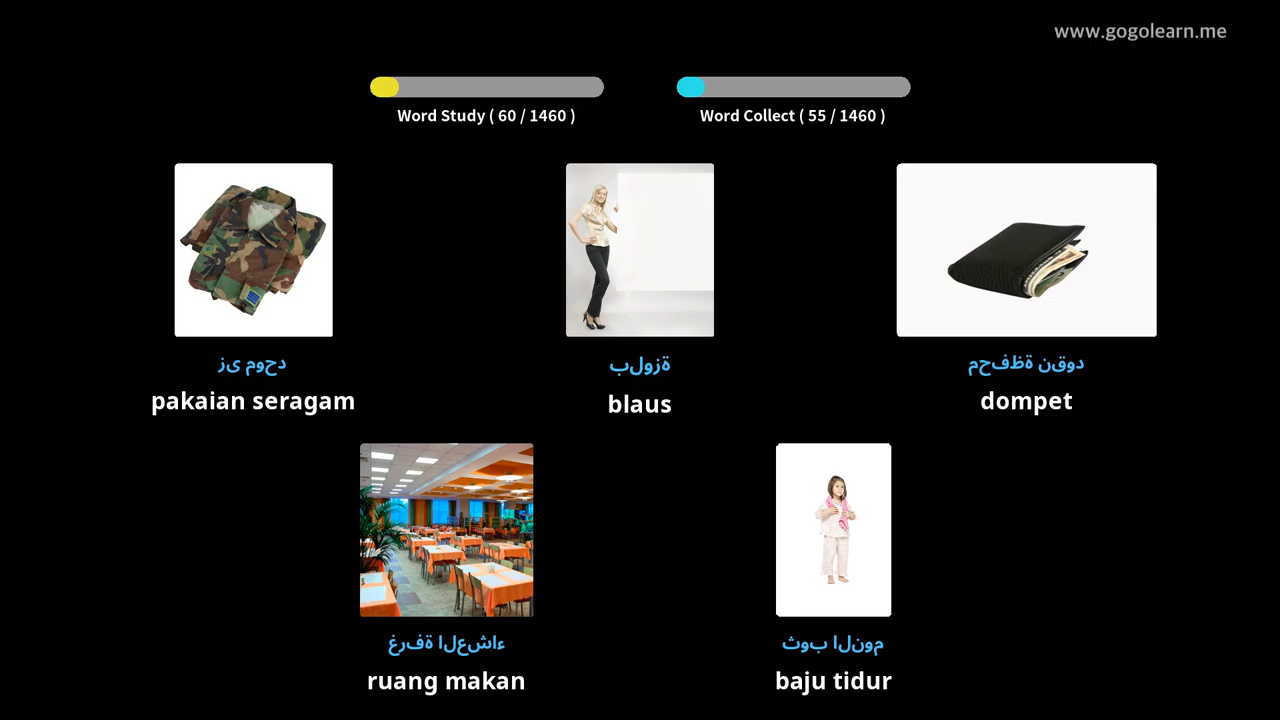 www.gogolearn.me
Word Study ( 60 / 1460 )
Word Collect ( 55 / 1460 )
زى موحد
pakaian seragam
بلوزة
blaus
محفظة نقود
dompet
غرفة العشاء
ruang makan
ثوب النوم
baju tidur